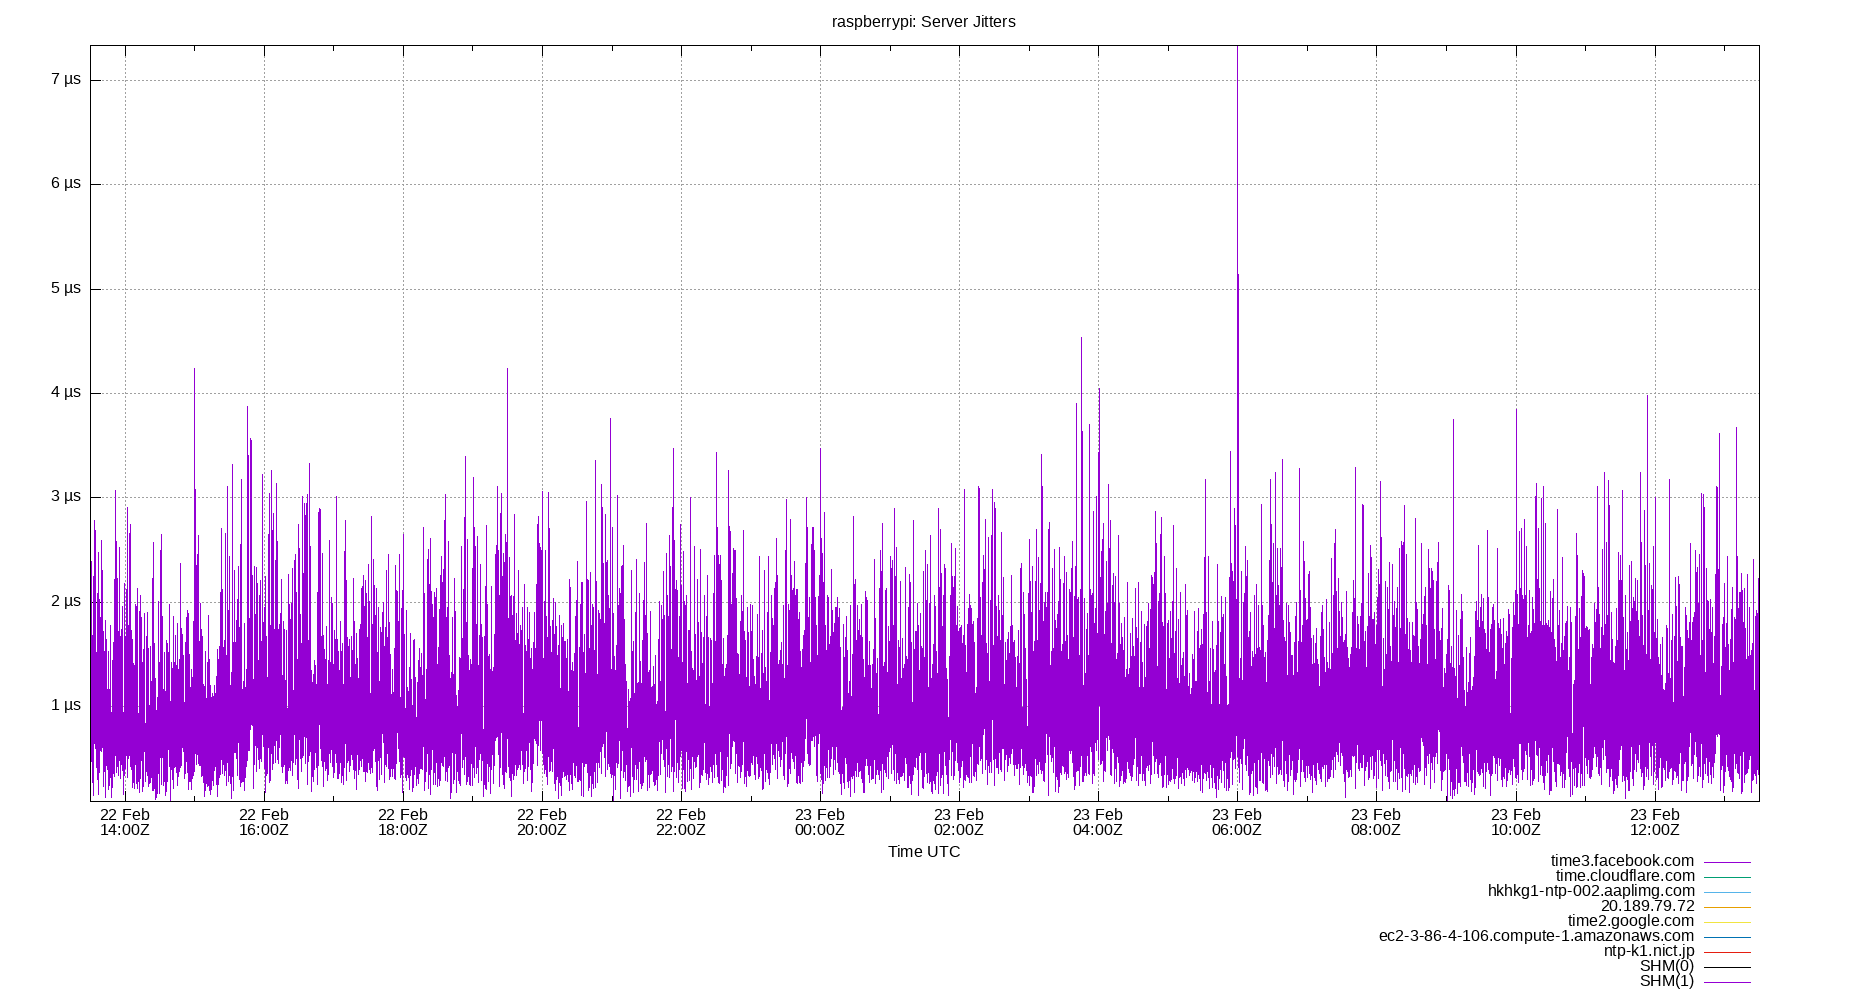 raspberrypi: Server Jitters
7 µs
6 µs
5 µs
4 µs
3 µs
2 µs
1 µs
22 Feb 22 Feb 22 Feb 22 Feb 22 Feb 23 Feb 23 Feb 23 Feb 23 Feb 23 Feb 23 Feb 23 Feb
14:00Z 16:00Z 18:00Z 20:00Z 22:00Z 00:00Z 02:00Z 04:00Z 06:00Z 08:00Z 10:00Z 12:00Z
Time UTC
time3.facebook.com
time.cloudflare.com
hkhkg1-ntp-002.aaplimg.com
20.189.79.72
time2.google.com
ec2-3-86-4-106.compute-1.amazonaws.com
ntp-k1.nict.jp
SHM(0)
SHM(1)